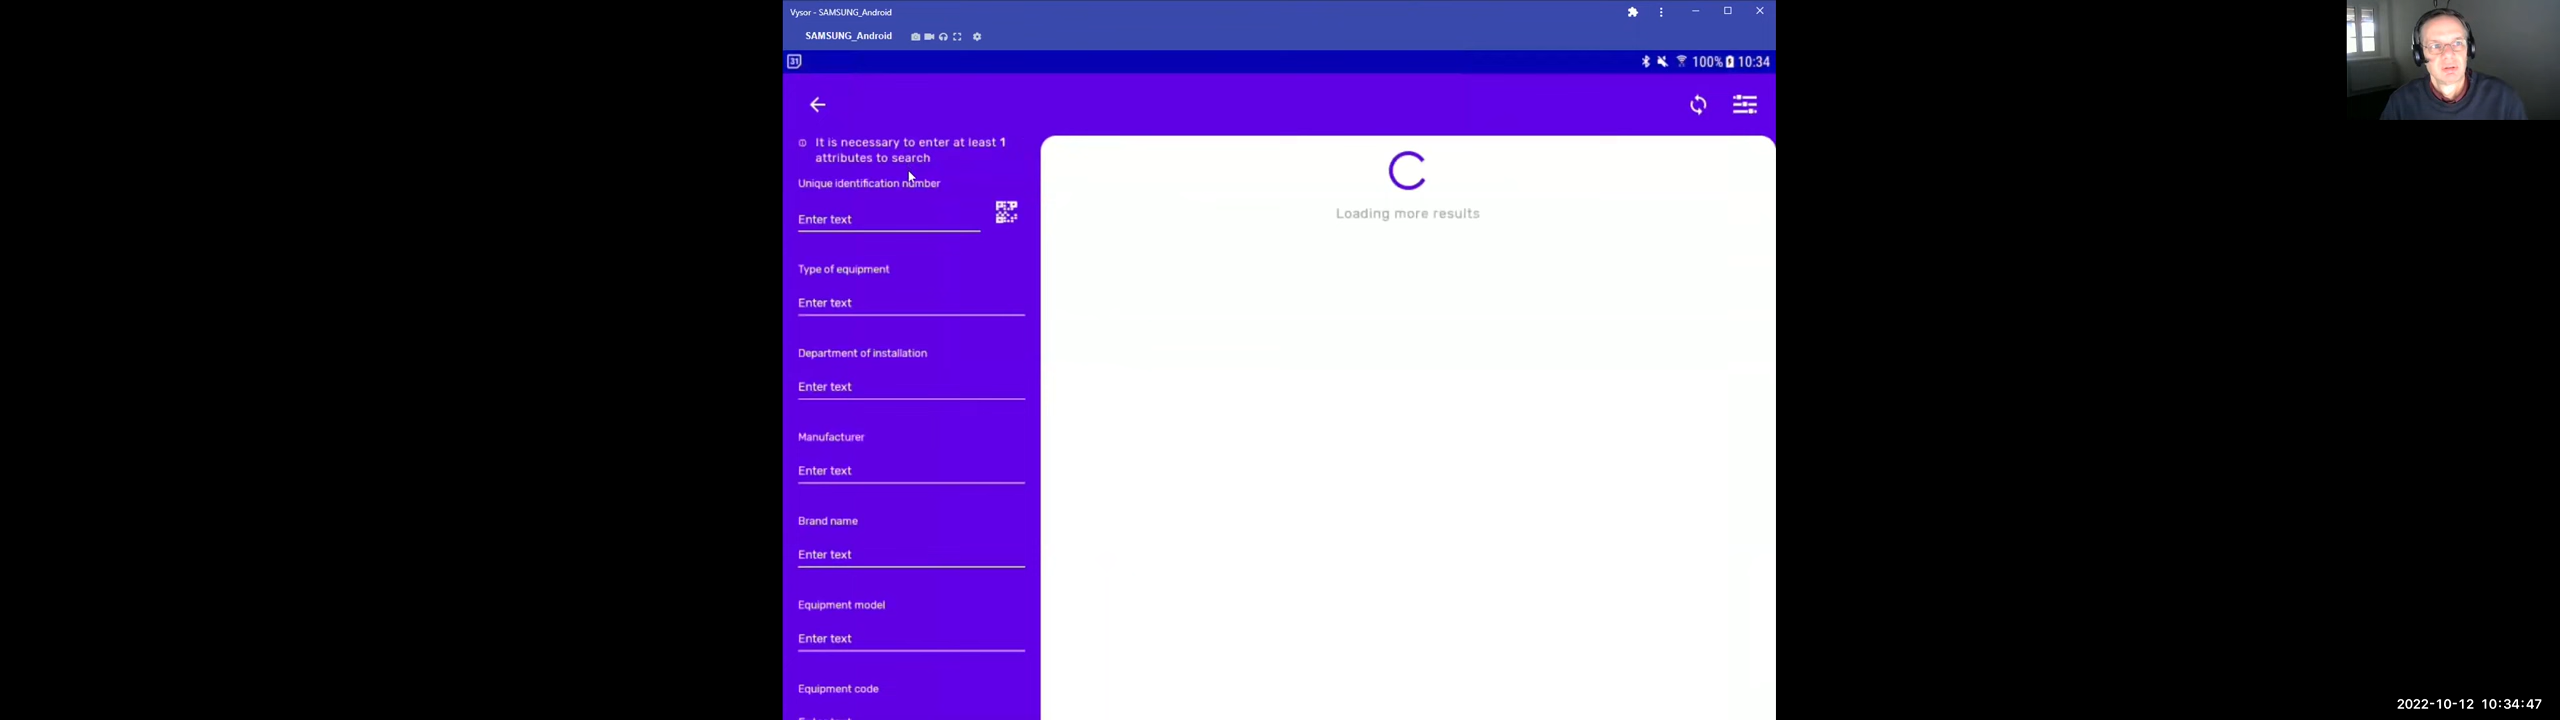 Vysor - SAMSUNG_Android
SAMSUNG_Android
31
100% 10:34
It is necessary to enter at least 1
attributes to search
Unique identification number
Enter text
Type of equipment
Enter text
Department of installation
Enter text
Manufacturer
Enter text
Brand name
Enter text
Equipment model
Enter text
Equipment code
Loading more results
2022-10-12 10:34:47